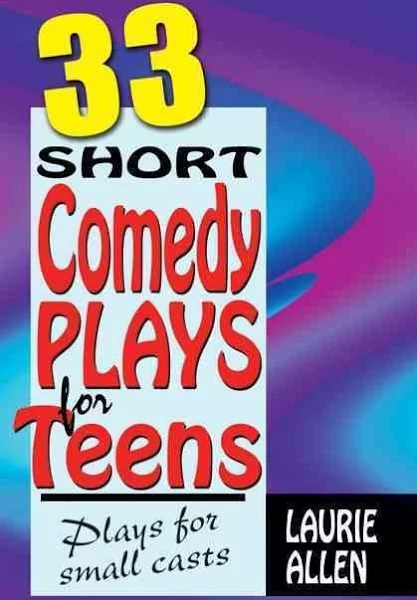 33
SHORT
Comedy
PLAYS
for
Teens
Plays for
small casts
LAURIE
ALLEN